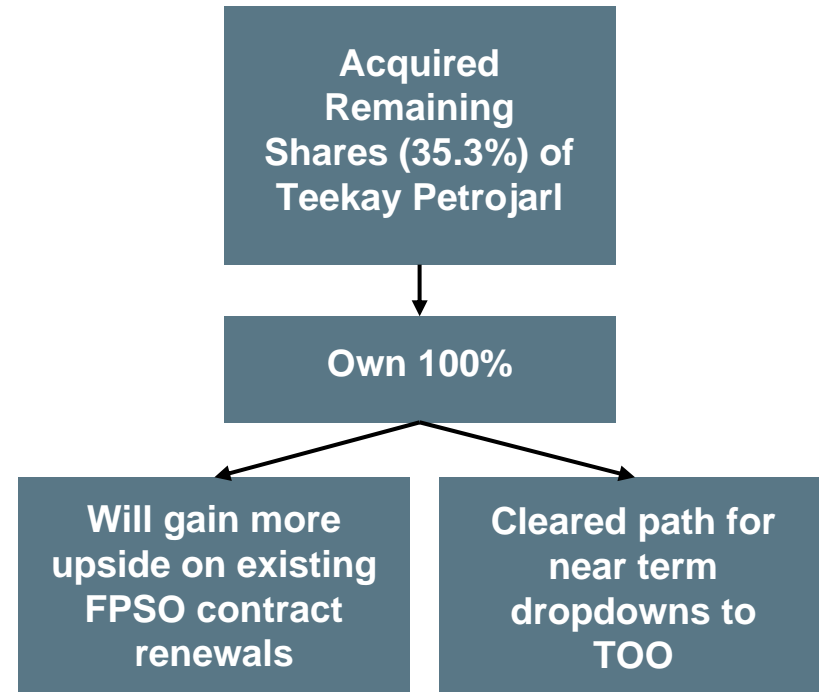 Acquired
Remaining
Shares (35.3%) of
Teekay Petrojarl
Own 100%
Will gain more
upside on existing
FPSO contract
renewals
Cleared path for
near term
dropdowns to
TOO